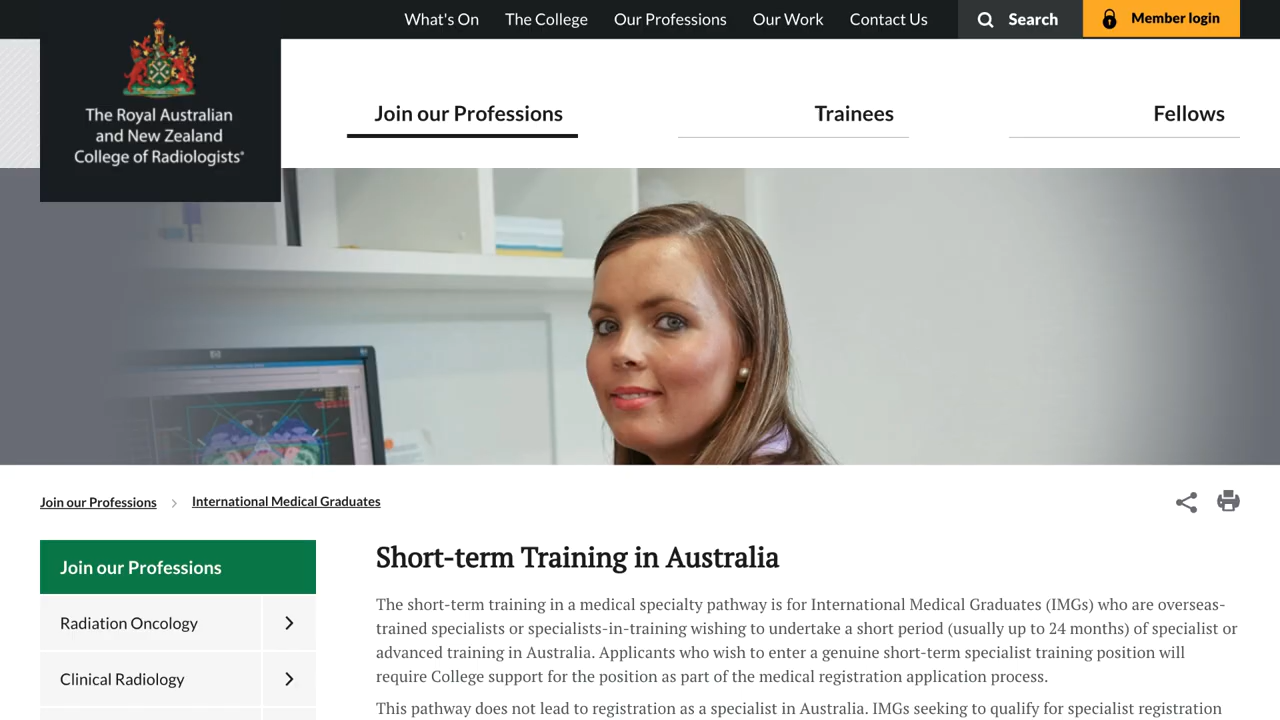 What's On The College Our Professions Our Work Contact Us Search Member login
The Royal Australian
and New Zealand
College of Radiologists®
Join our Professions Trainees Fellows
Join our Professions > International Medical Graduates
Join our Professions
Radiation Oncology
Clinical Radiology
Short-term Training in Australia
The short-term training in a medical specialty pathway is for International Medical Graduates (IMGs) who are overseas-
trained specialists or specialists-in-training wishing to undertake a short period (usually up to 24 months) of specialist or
advanced training in Australia. Applicants who wish to enter a genuine short-term specialist training position will
require College support for the position as part of the medical registration application process.
This pathway does not lead to registration as a specialist in Australia. IMGs seeking to qualify for specialist registration